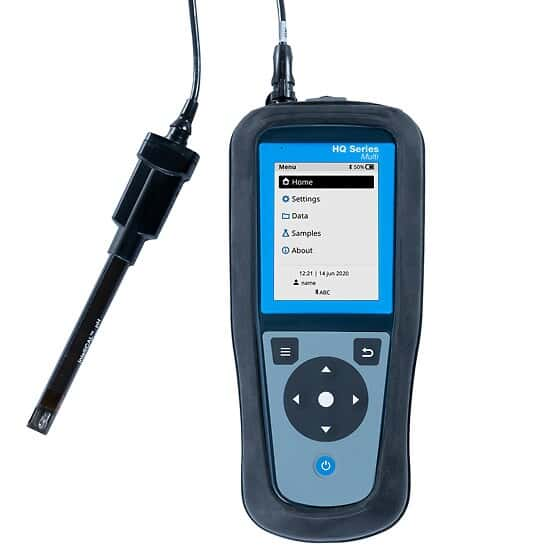 HQ Series
Multi
Menu 50%
Home
Settings
Data
Samples
About
12:21 | 14 jun 2020
name
ABC